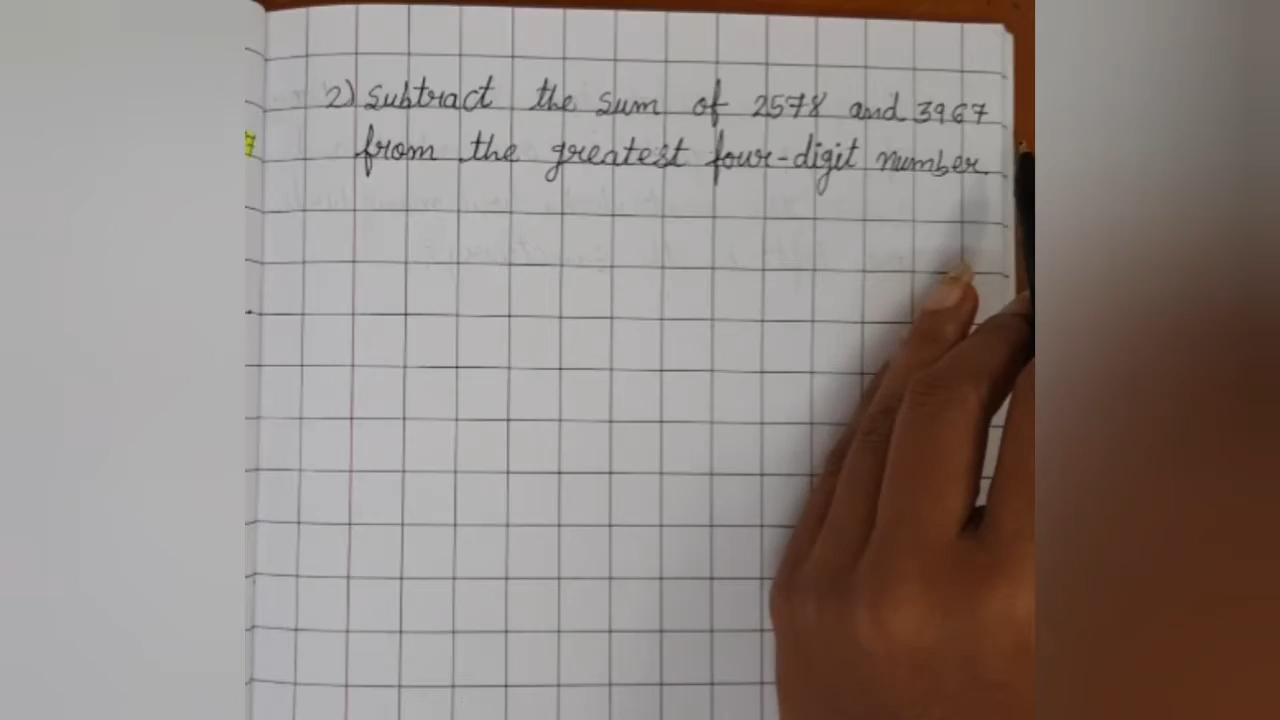 2) Subtract the sum of 2578 and 3967
from the greatest four-digit number.